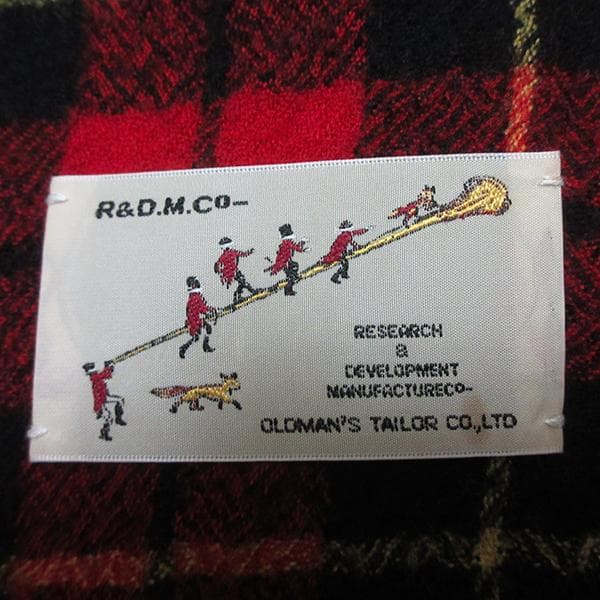 R&D.M.Co-
RESEARCH
&
DEVELOPMENT
MANUFACTURECO-
OLDMAN'S TAILOR CO.,LTD